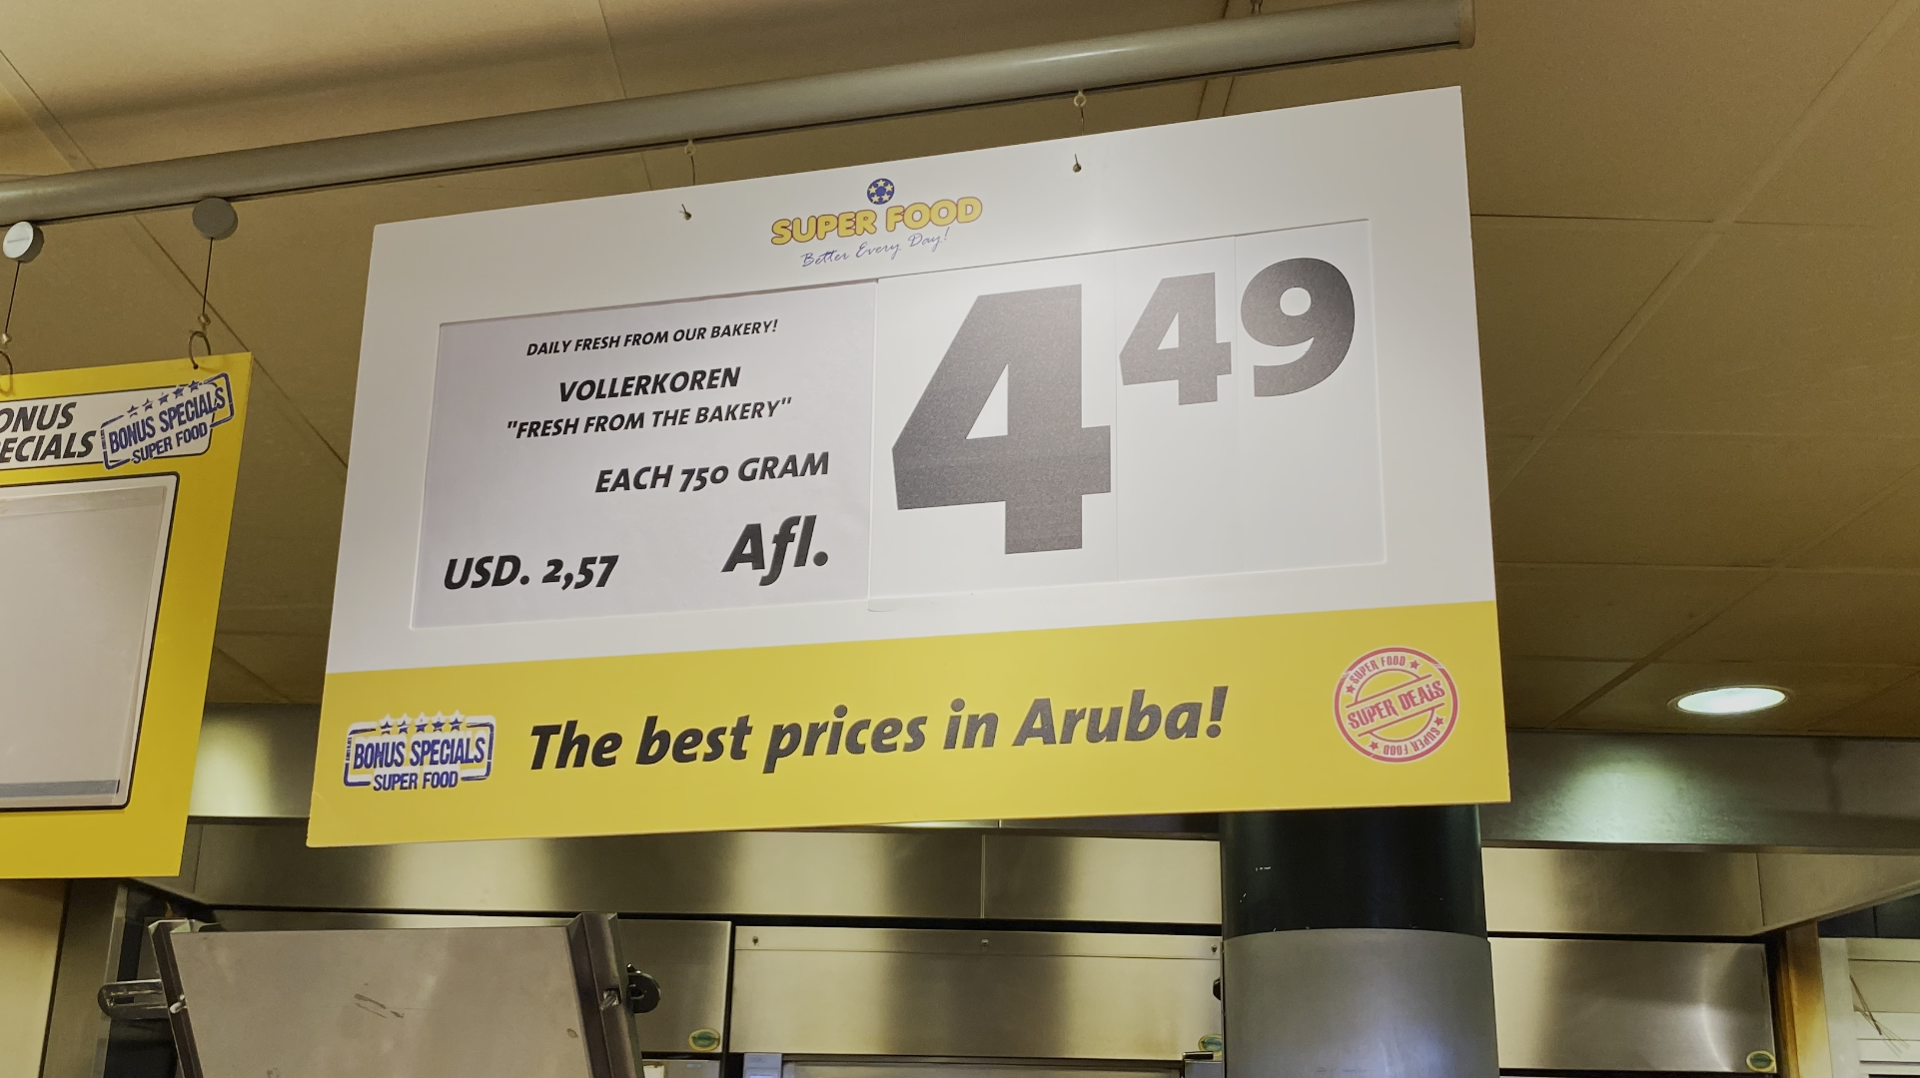 SUPER FOOD
Better Every Day!
DAILY FRESH FROM OUR BAKERY!
VOLLERKOREN
"FRESH FROM THE BAKERY"
EACH 750 GRAM
USD. 2,57 Afl.
4 49
BONUS SPECIALS
SUPER FOOD
The best prices in Aruba!
SUPER FOOD
SUPER DEALS
SUPER FOOD
ONUS
ECIALS
BONUS SPECIALS
SUPER FOOD